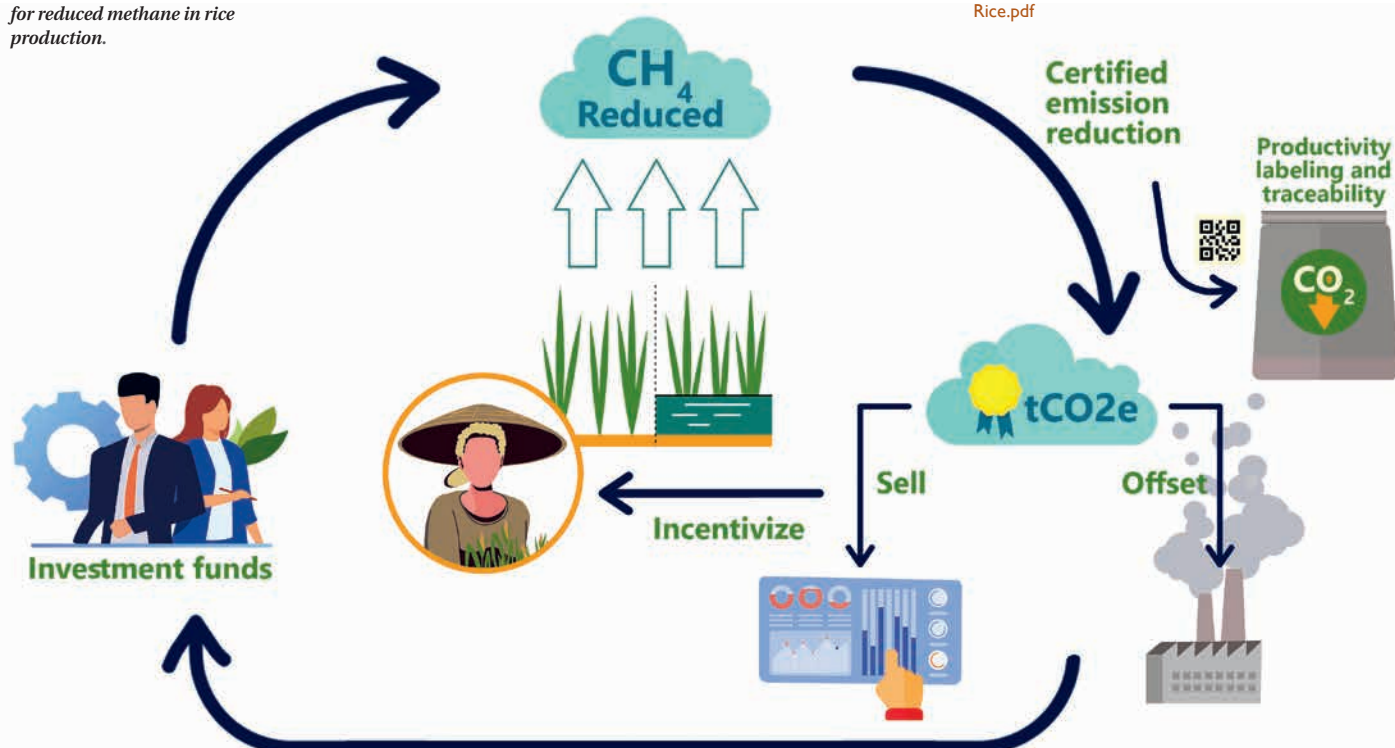 for reduced methane in rice
production.
Rice.pdf
CH4
Reduced
Certified
emission
reduction
Productivity
labeling and
traceability
CO2
tCO2e
Sell
Offset
Incentivize
Investment funds